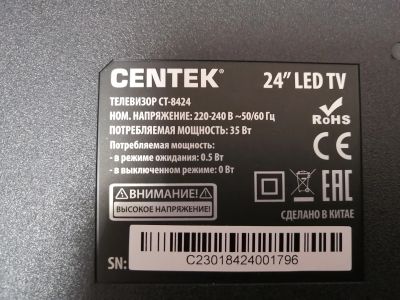 CENTEK® 24" LED TV
ТЕЛЕВИЗОР CT-8424
НОМ. НАПРЯЖЕНИЕ: 220-240 В ~50/60 Гц
ПОТРЕБЛЯЕМАЯ МОЩНОСТЬ: 35 Вт
RoHS
Потребляемая мощность:
- в режиме ожидания: 0.5 Вт
- в выключенном режиме: 0 Вт
CE
ВНИМАНИЕ!
ВЫСОКОЕ НАПРЯЖЕНИЕ!
EAC
СДЕЛАНО В КИТАЕ
SN:
C23018424001796